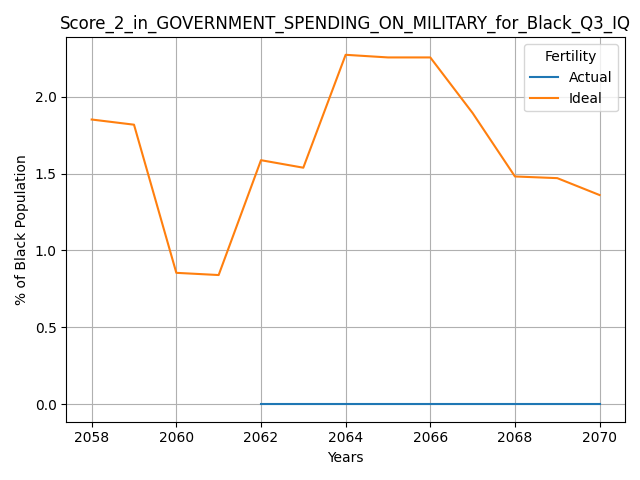 Score_2_in_GOVERNMENT_SPENDING_ON_MILITARY_for_Black_Q3_IQ
Fertility
Actual
Ideal
% of Black Population
2.0
1.5
1.0
0.5
0.0
2058 2060 2062 2064 2066 2068 2070
Years